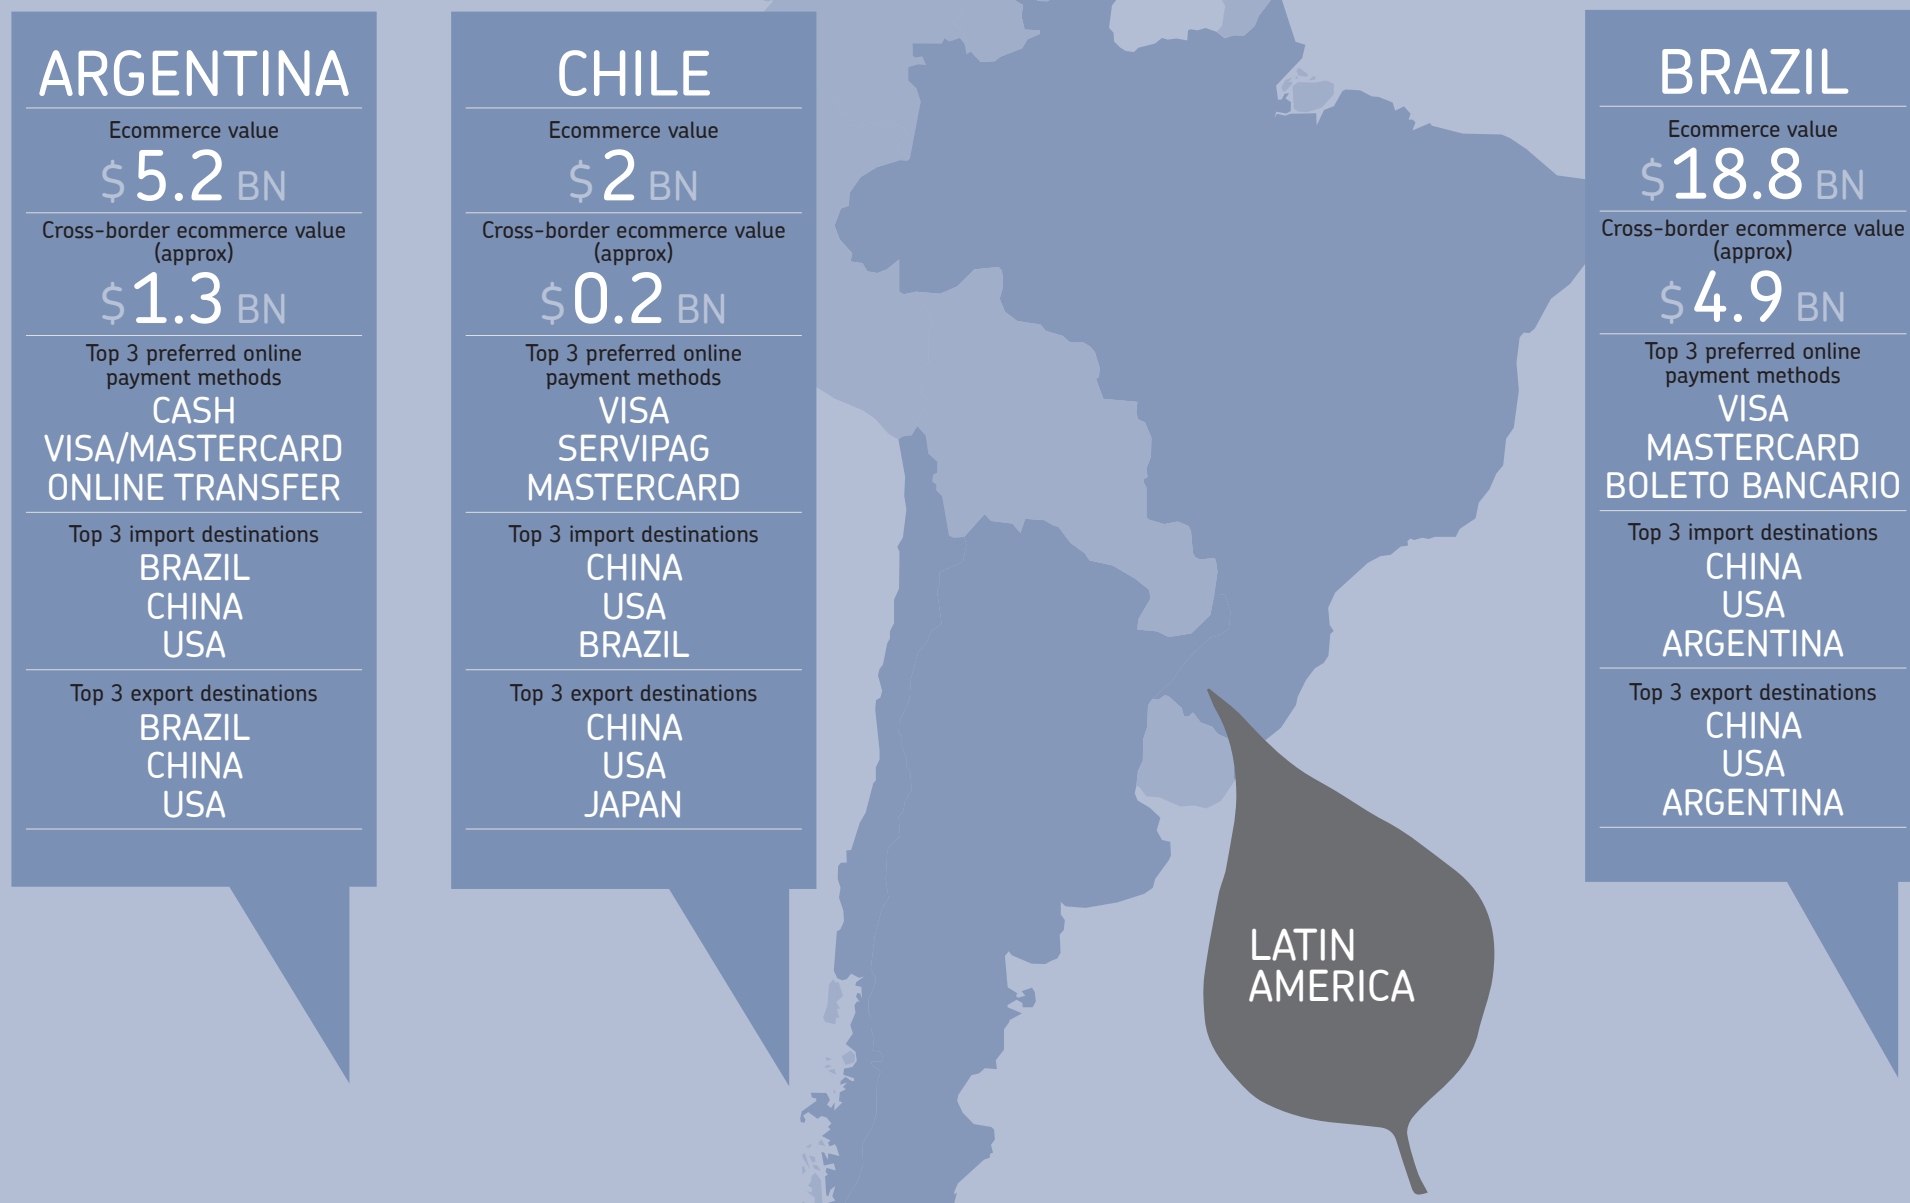 ARGENTINA
Ecommerce value
$ 5.2 BN
Cross-border ecommerce value
(approx)
$ 1.3 BN
Top 3 preferred online
payment methods
CASH
VISA/MASTERCARD
ONLINE TRANSFER
Top 3 import destinations
BRAZIL
CHINA
USA
Top 3 export destinations
BRAZIL
CHINA
USA
CHILE
Ecommerce value
$ 2 BN
Cross-border ecommerce value
(approx)
$ 0.2 BN
Top 3 preferred online
payment methods
VISA
SERVIPAG
MASTERCARD
Top 3 import destinations
CHINA
USA
BRAZIL
Top 3 export destinations
CHINA
USA
JAPAN
BRAZIL
Ecommerce value
$ 18.8 BN
Cross-border ecommerce value
(approx)
$ 4.9 BN
Top 3 preferred online
payment methods
VISA
MASTERCARD
BOLETO BANCARIO
Top 3 import destinations
CHINA
USA
ARGENTINA
Top 3 export destinations
CHINA
USA
ARGENTINA
LATIN
AMERICA